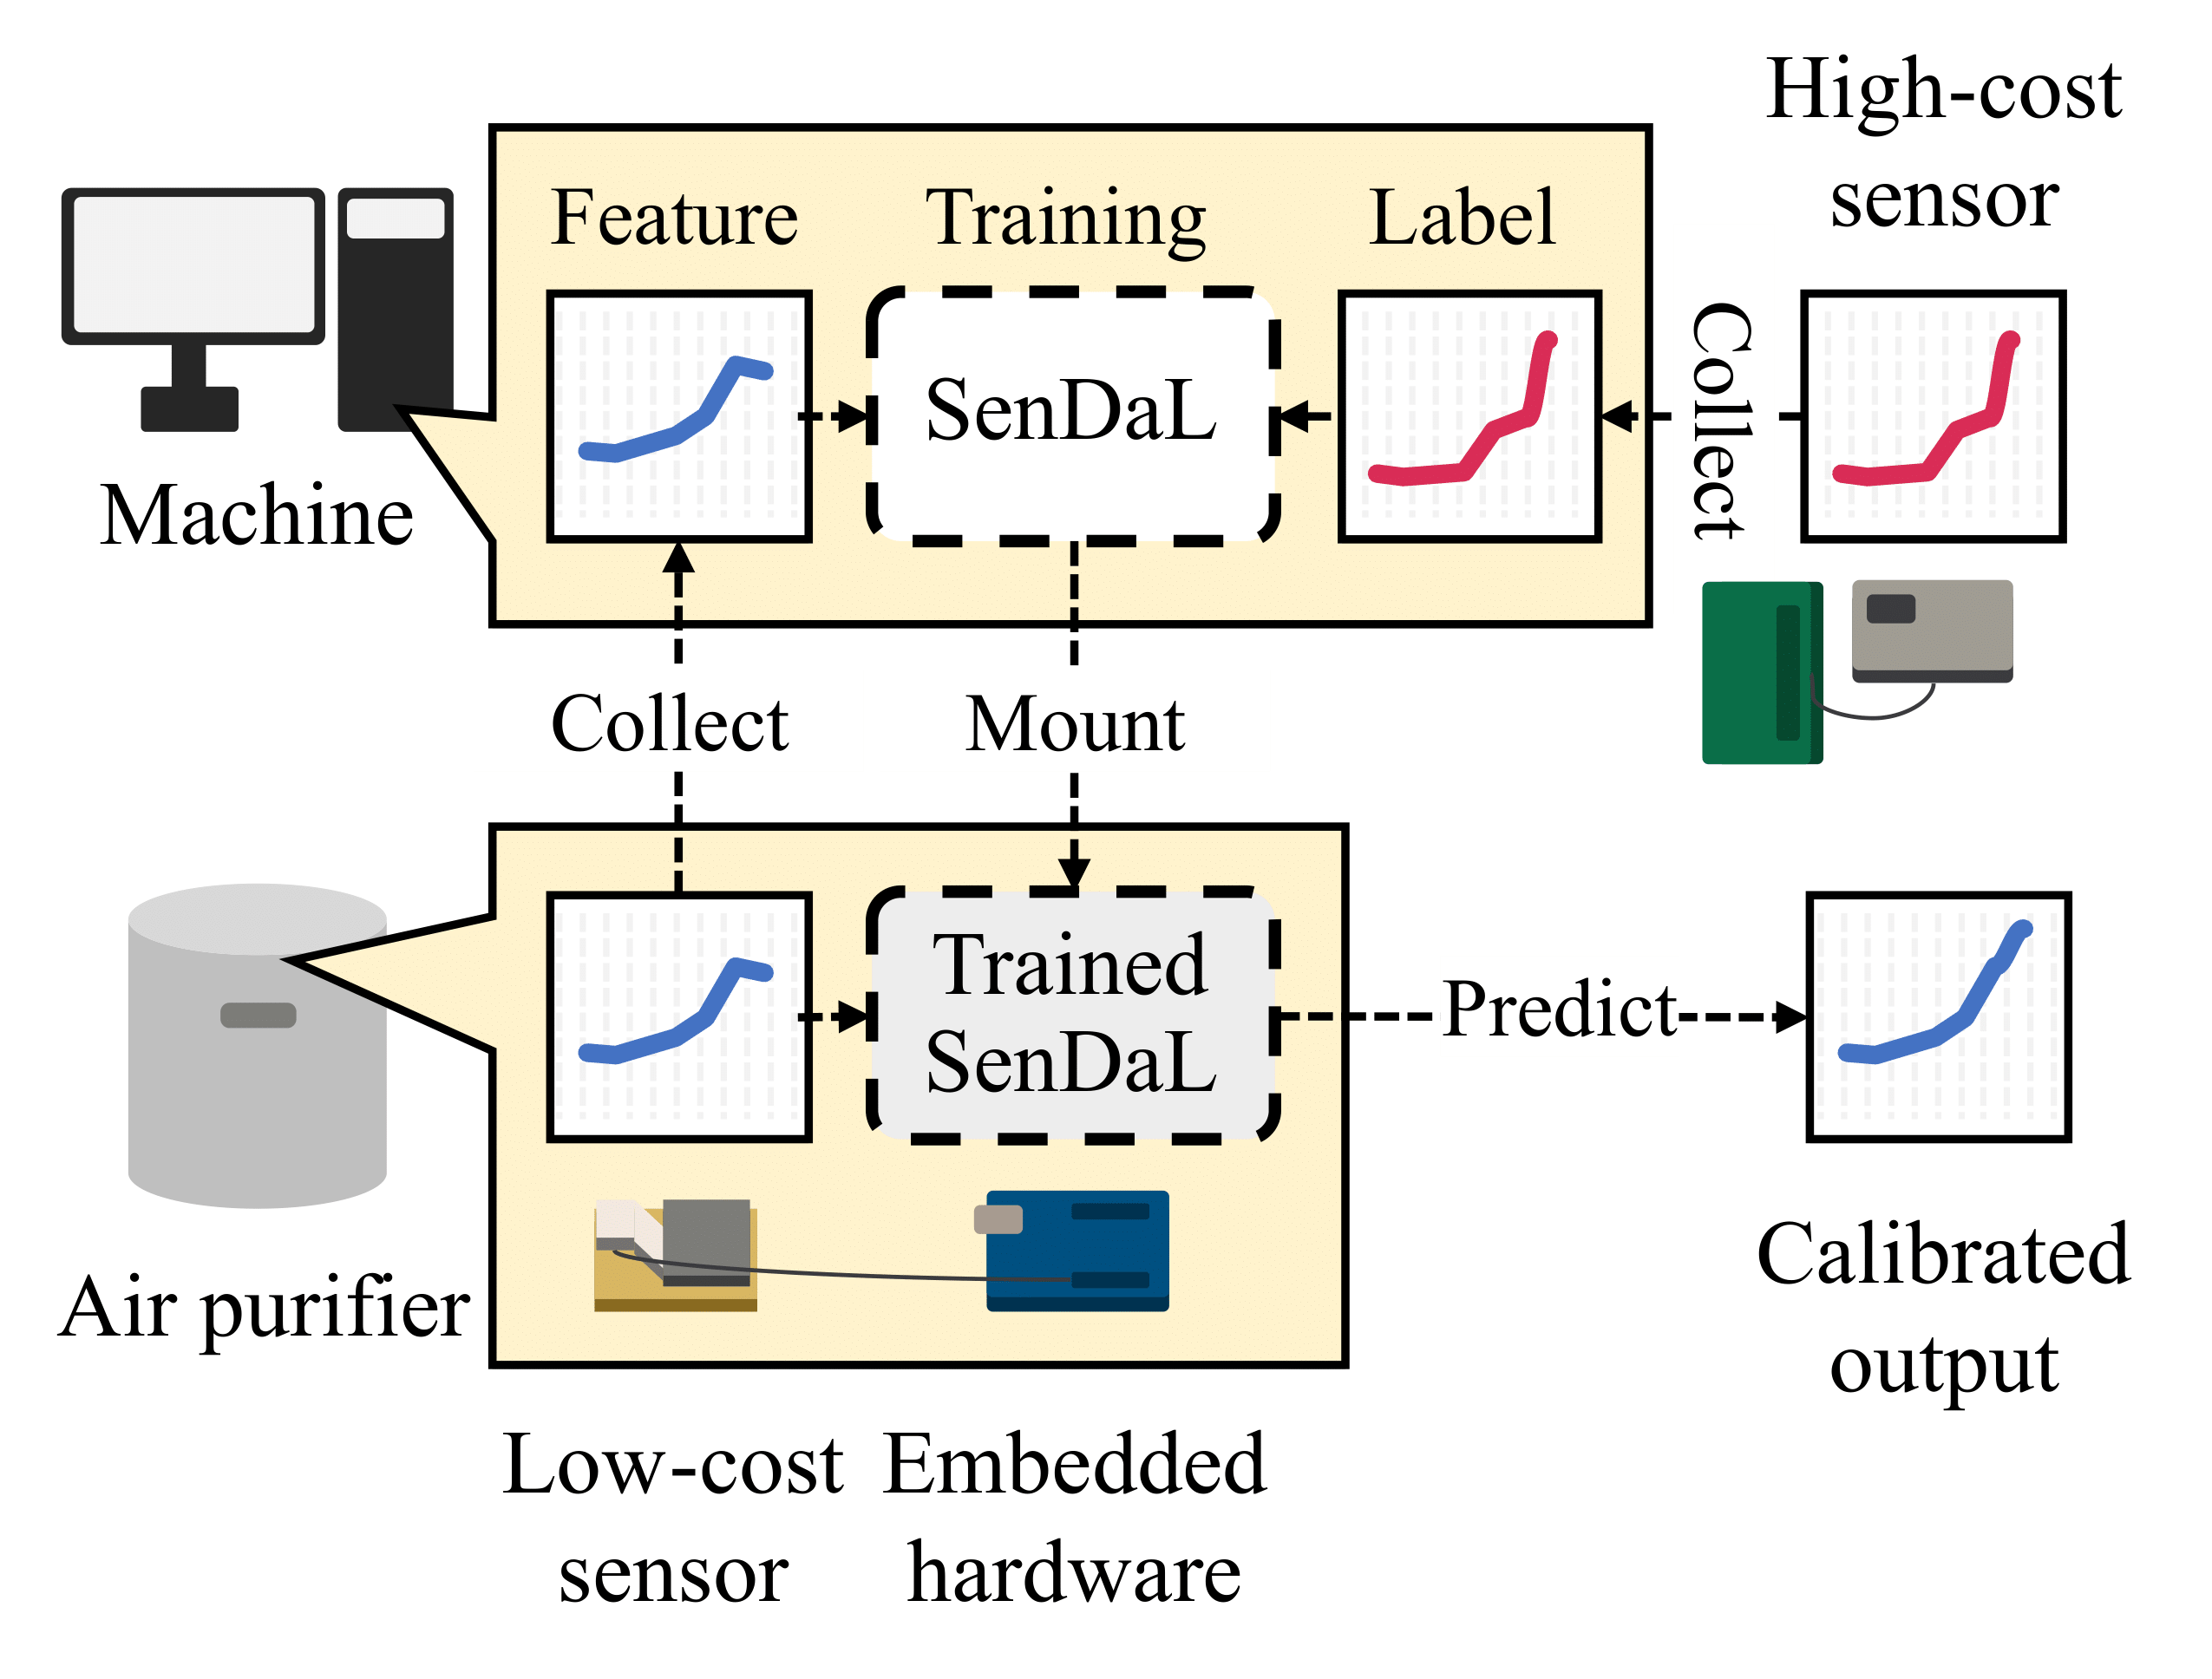 High-cost
sensor
Feature
Training
Label
SenDaL
Collect
Machine
Collect
Mount
Trained
SenDaL
Predict
Air purifier
Calibrated
output
Low-cost
sensor
Embedded
hardware